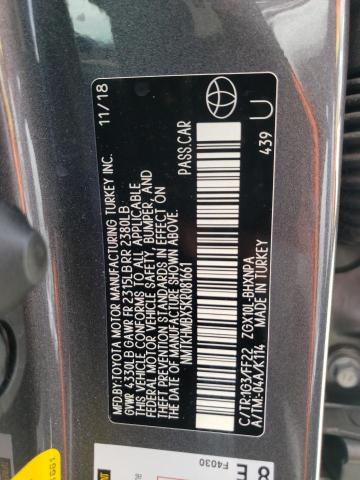 MFD.BY:TOYOTA MOTOR MANUFACTURING TURKEY INC. 11/18
GVWR 4330LB GAWR FR 2315LB RR 2380LB
THIS VEHICLE CONFORMS TO ALL APPLICABLE
FEDERAL MOTOR VEHICLE SAFETY, BUMPER, AND
THEFT PREVENTION STANDARDS IN EFFECT ON
THE DATE OF MANUFACTURE SHOWN ABOVE.
NMTKHMBX5KR081661 PASS.CAR
C/TR:1G3/FF22 ZGX10L-BHXNPA 439 U
A/TM:-04A/K114
MADE IN TURKEY
F4030